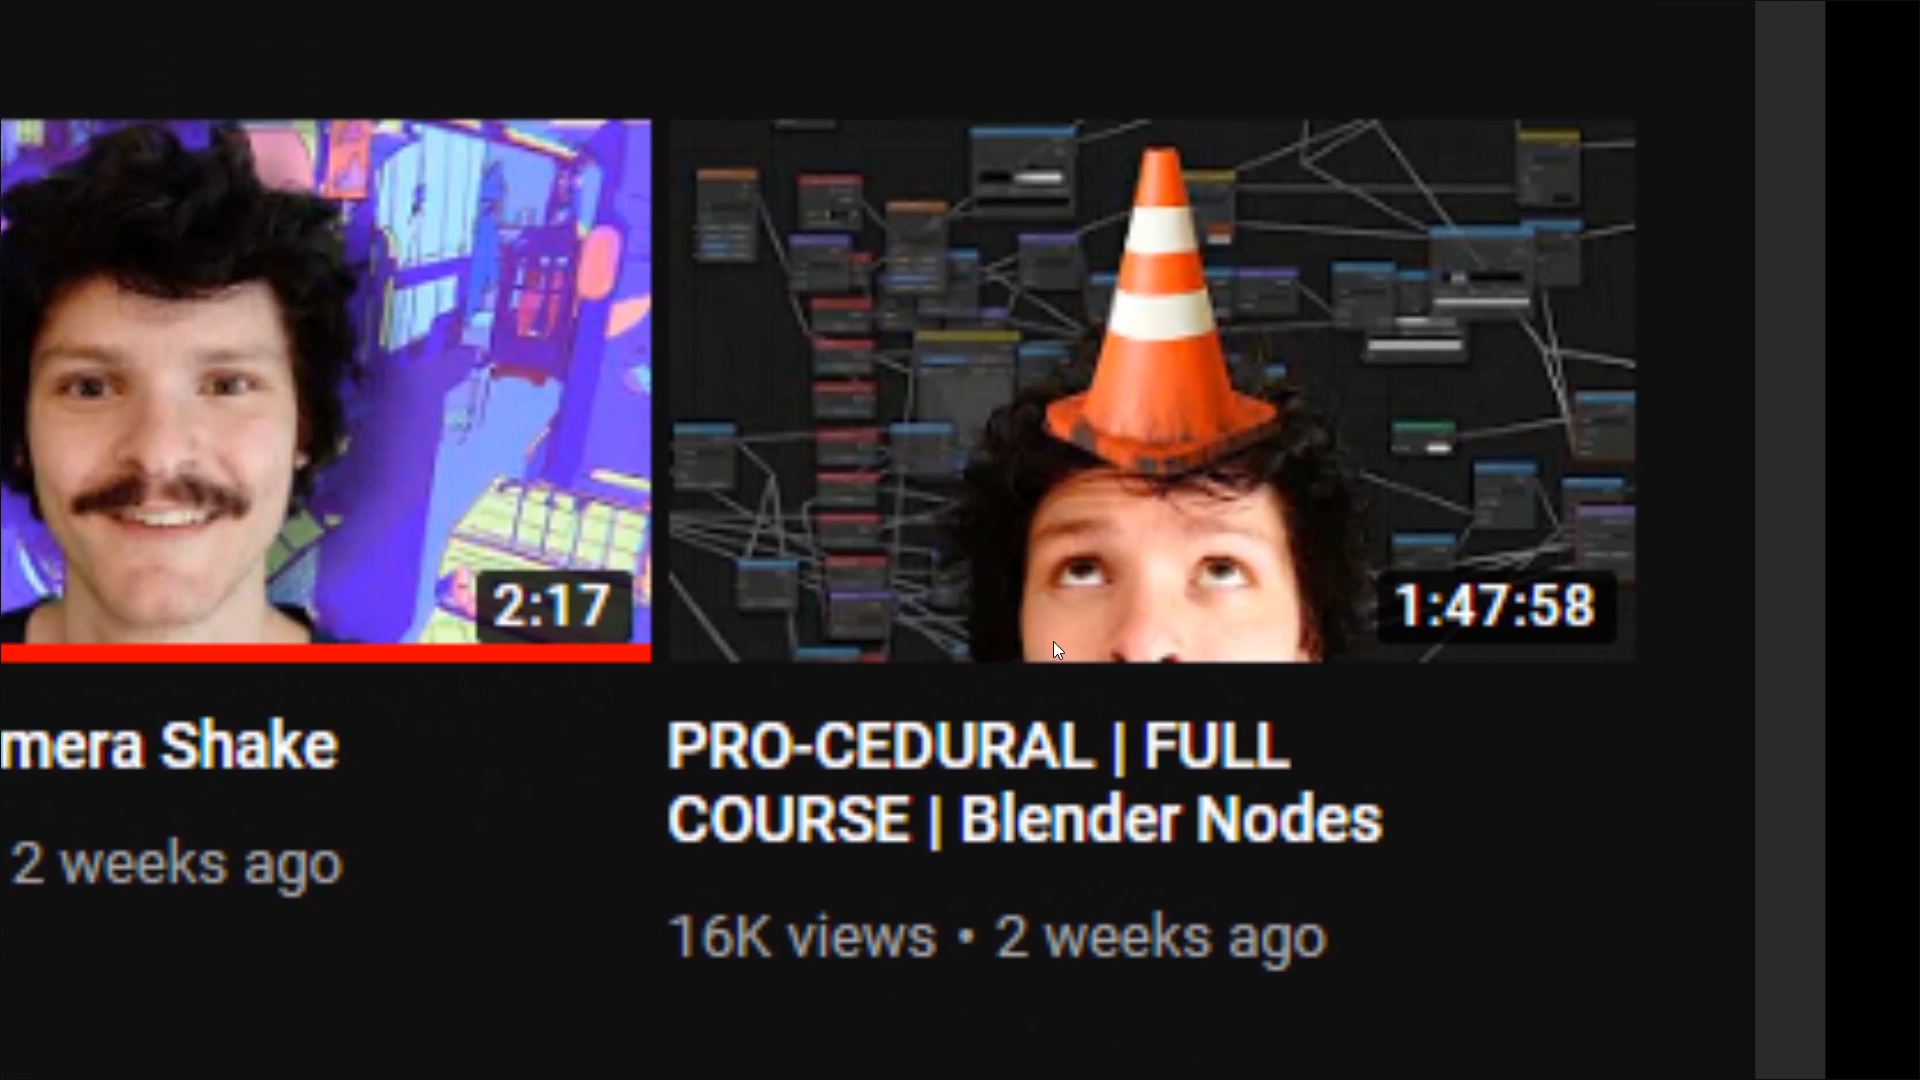 2:17
1:47:58
mera Shake
2 weeks ago
PRO-CEDURAL | FULL
COURSE | Blender Nodes
16K views • 2 weeks ago